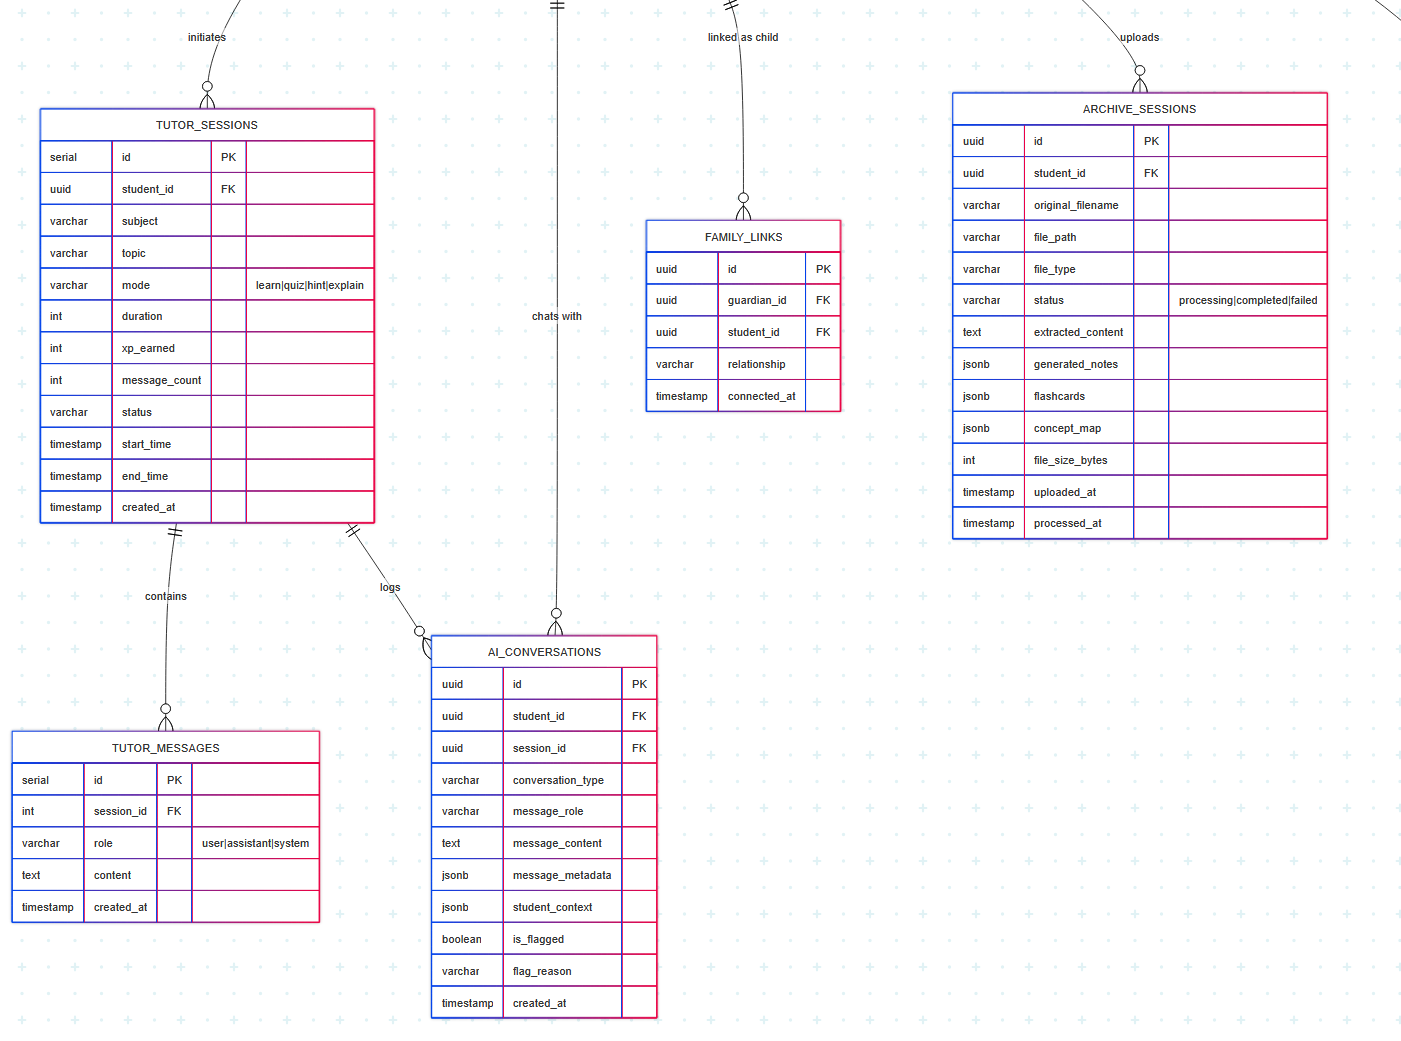 initiates
linked as child
uploads
TUTOR_SESSIONS
serial id PK
uuid student_id FK
varchar subject
varchar topic
varchar mode learn|quiz|hint|explain
int duration
int xp_earned
int message_count
varchar status
timestamp start_time
timestamp end_time
timestamp created_at
chats with
FAMILY_LINKS
uuid id PK
uuid guardian_id FK
uuid student_id FK
varchar relationship
timestamp connected_at
ARCHIVE_SESSIONS
uuid id PK
uuid student_id FK
varchar original_filename
varchar file_path
varchar file_type
varchar status processing|completed|failed
text extracted_content
jsonb generated_notes
jsonb flashcards
jsonb concept_map
int file_size_bytes
timestamp uploaded_at
timestamp processed_at
contains
logs
TUTOR_MESSAGES
serial id PK
int session_id FK
varchar role user|assistant|system
text content
timestamp created_at
AI_CONVERSATIONS
uuid id PK
uuid student_id FK
uuid session_id FK
varchar conversation_type
varchar message_role
text message_content
jsonb message_metadata
jsonb student_context
boolean is_flagged
varchar flag_reason
timestamp created_at